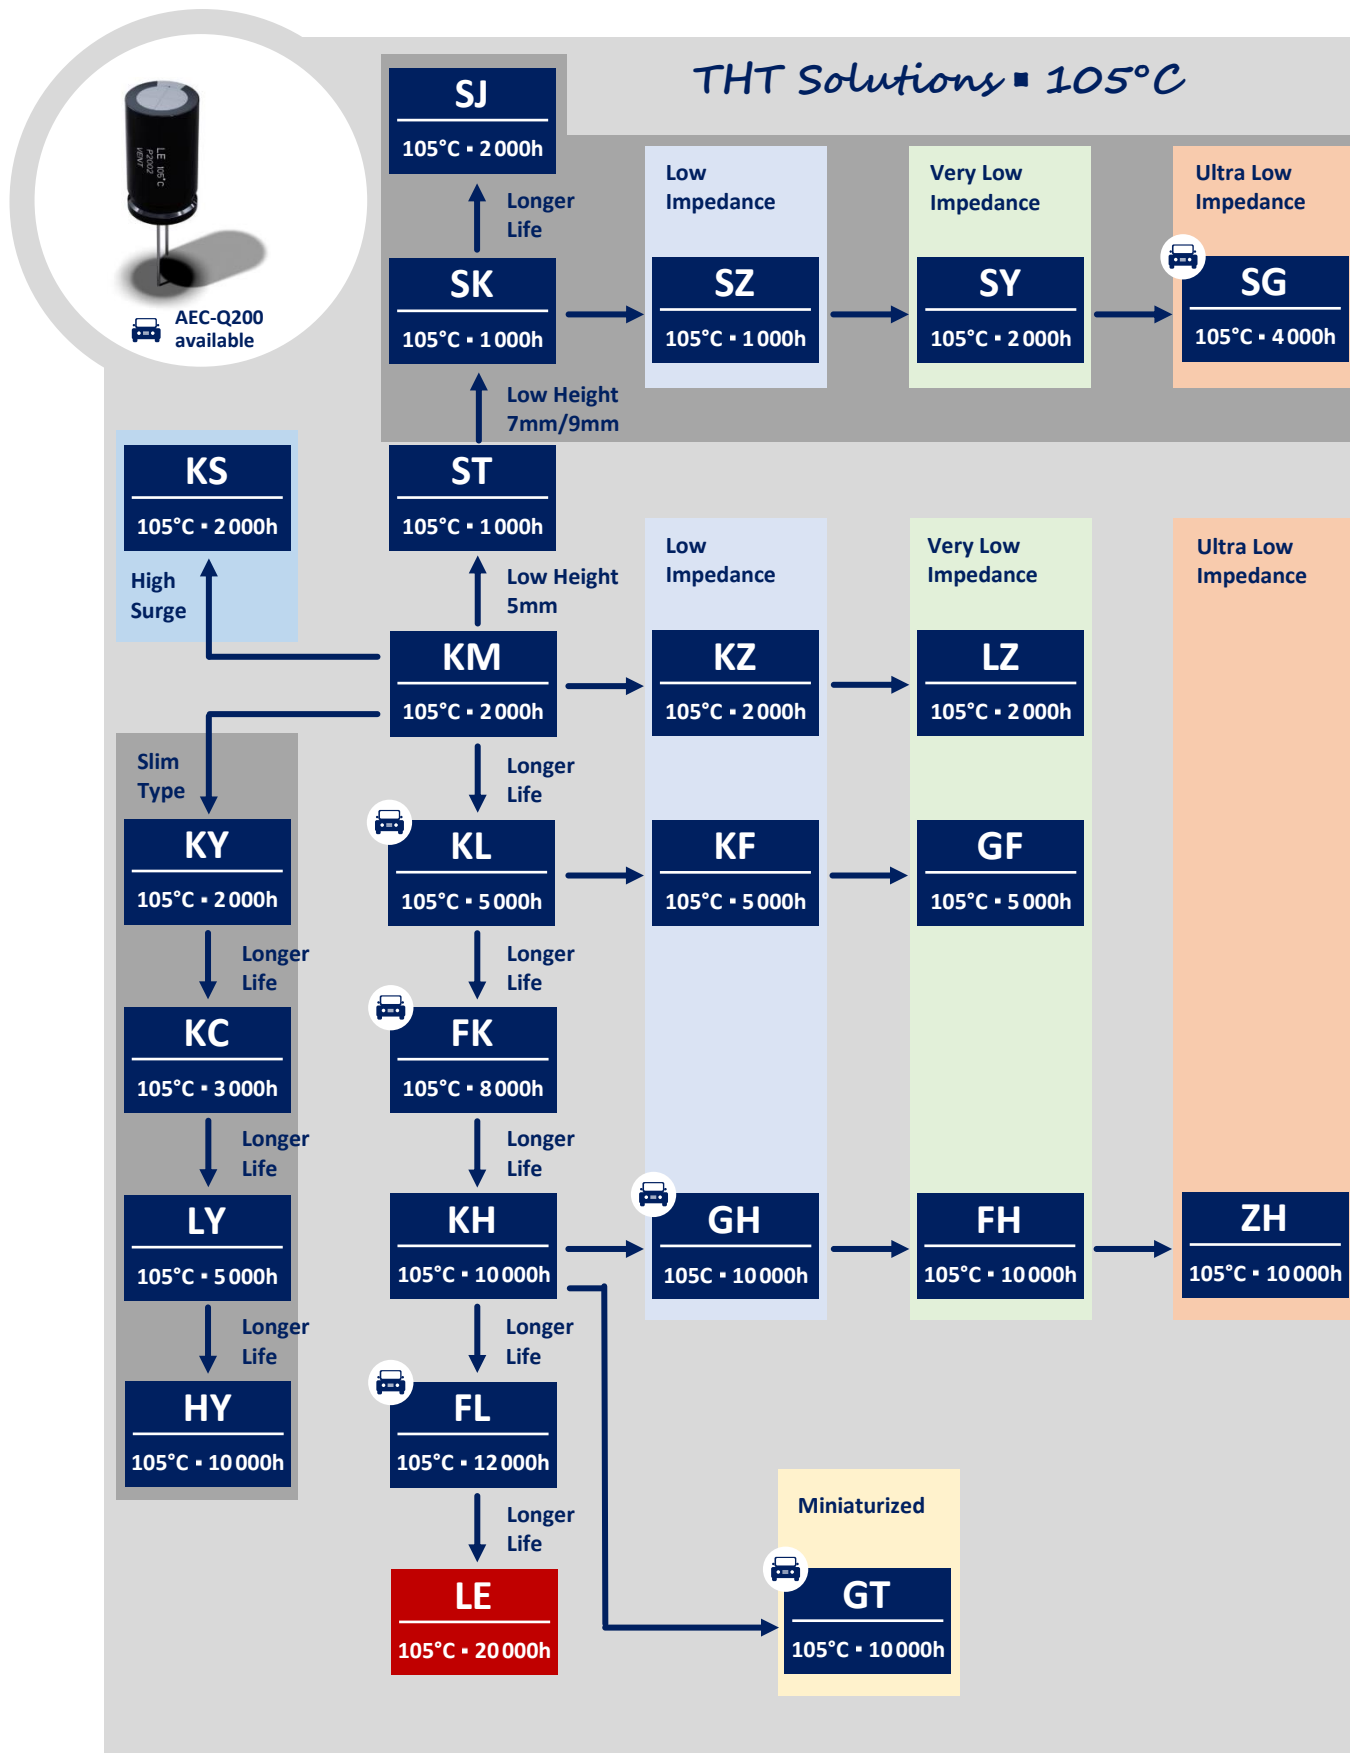 THT Solutions ▪ 105°C
LE 105°C
P2002
VENT
AEC-Q200
available
SJ
105°C ▪ 2 000h
Longer
Life
Low
Impedance
Very Low
Impedance
Ultra Low
Impedance
SK
105°C ▪ 1 000h
SZ
105°C ▪ 1 000h
SY
105°C ▪ 2 000h
SG
105°C ▪ 4 000h
Low Height
7mm/9mm
KS
105°C ▪ 2 000h
High
Surge
ST
105°C ▪ 1 000h
Low Height
5mm
Low
Impedance
Very Low
Impedance
Ultra Low
Impedance
KM
105°C ▪ 2 000h
KZ
105°C ▪ 2 000h
LZ
105°C ▪ 2 000h
Slim
Type
Longer
Life
KY
105°C ▪ 2 000h
KL
105°C ▪ 5 000h
KF
105°C ▪ 5 000h
GF
105°C ▪ 5 000h
Longer
Life
Longer
Life
KC
105°C ▪ 3 000h
FK
105°C ▪ 8 000h
Longer
Life
Longer
Life
LY
105°C ▪ 5 000h
KH
105°C ▪ 10 000h
GH
105C ▪ 10 000h
FH
105°C ▪ 10 000h
ZH
105°C ▪ 10 000h
Longer
Life
Longer
Life
HY
105°C ▪ 10 000h
FL
105°C ▪ 12 000h
Longer
Life
Miniaturized
LE
105°C ▪ 20 000h
GT
105°C ▪ 10 000h